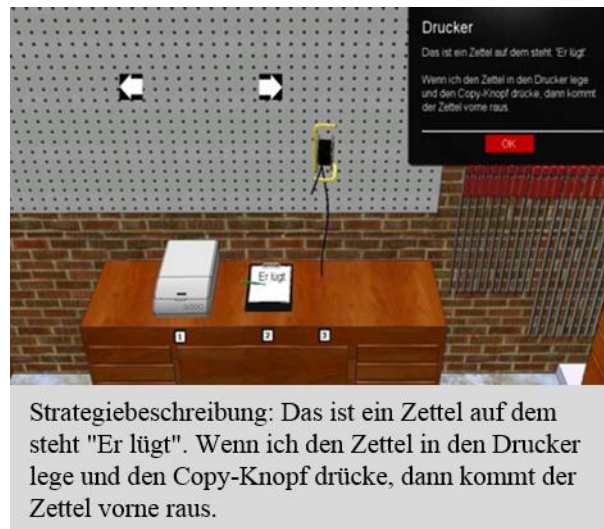 Drucker
Das ist ein Zettel auf dem steht. 'Er lügt'.
Wenn ich den Zettel in den Drucker lege
und den Copy-Knopf drücke, dann kommt
der Zettel vorne raus.
OK
Er lügt
1
2
3
Strategiebeschreibung: Das ist ein Zettel auf dem
steht "Er lügt". Wenn ich den Zettel in den Drucker
lege und den Copy-Knopf drücke, dann kommt der
Zettel vorne raus.